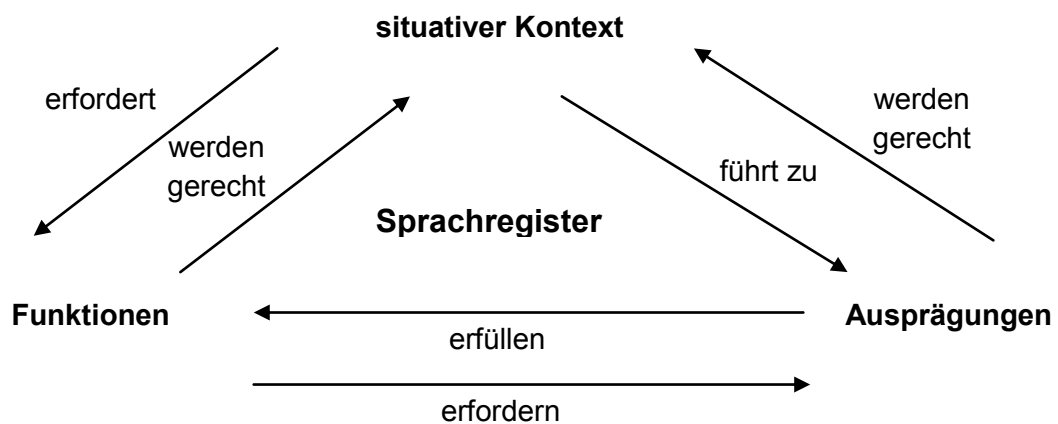 situativer Kontext
erfordert
werden
gerecht
werden
gerecht
führt zu
Sprachregister
Funktionen
Ausprägungen
erfüllen
erfordern